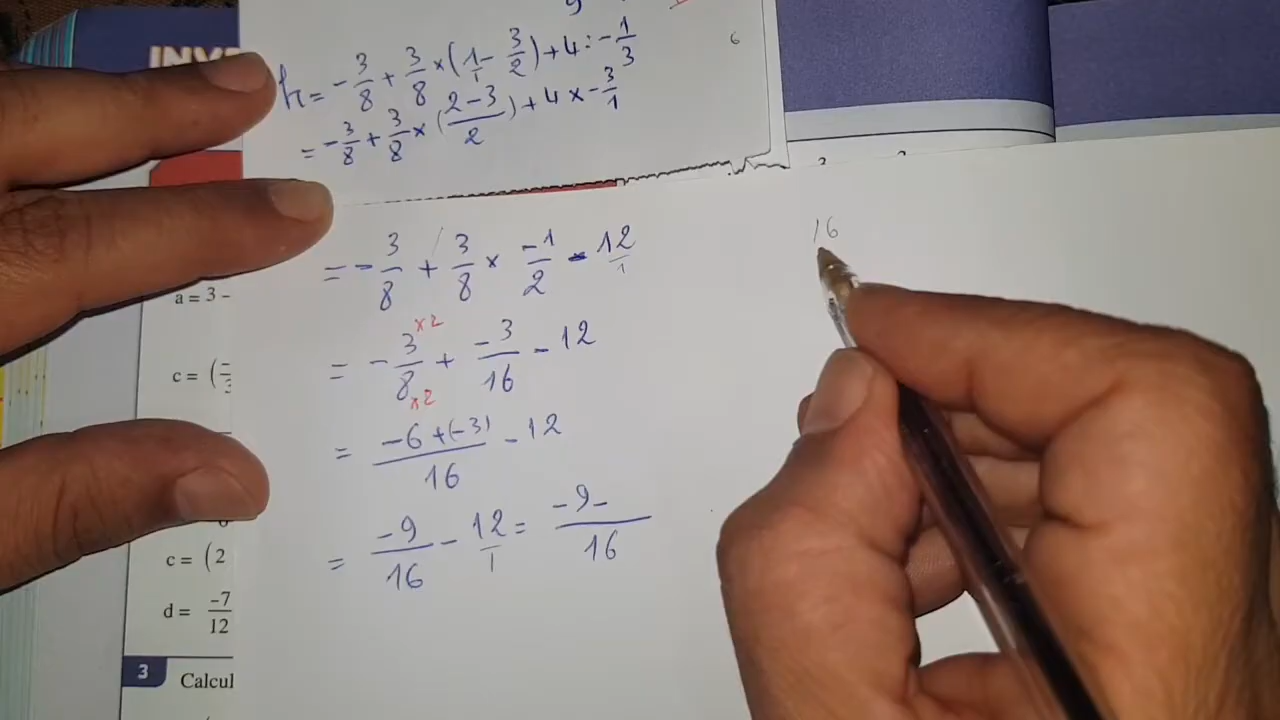 INV
9
6
h = -3/8 + 3/8 × (1/1 - 3/2) + 4 : -1/3
= -3/8 + 3/8 × (2-3/2) + 4 × -3/1
= -3/8 + 3/8 × -1/2 - 12/1
16
a = 3 -
= -3×2/8×2 + -3/16 - 12
c = (
= -6+(-3)/16 - 12
= -9/16 - 12/1 = -9-/16
c = (2
d = -7/12
3 Calcul